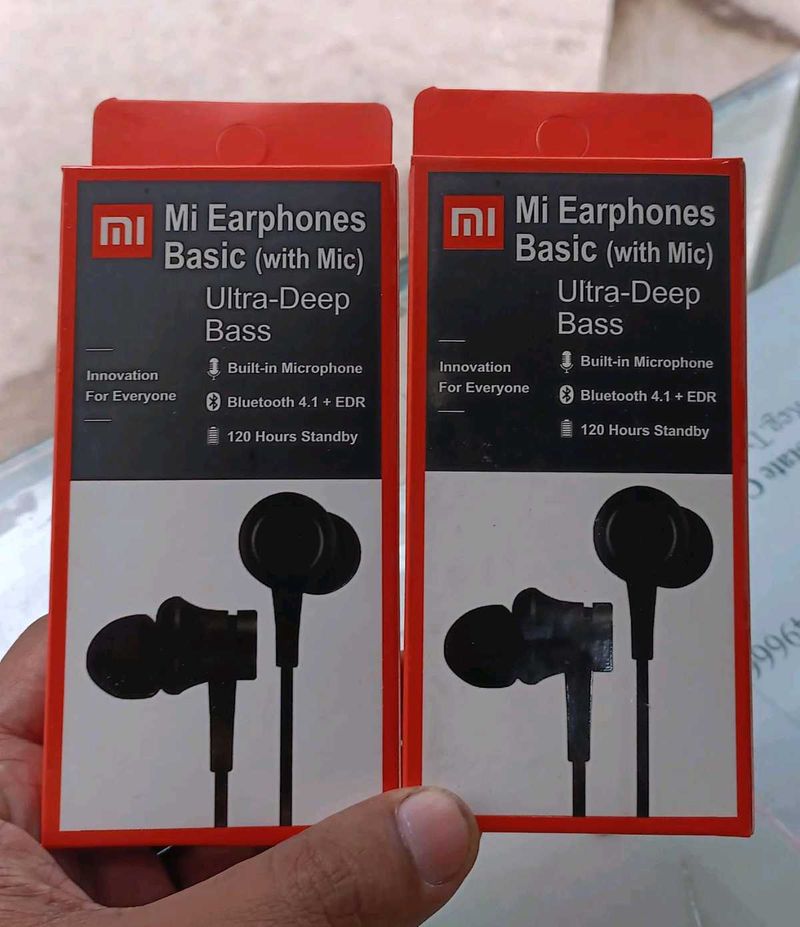 mi
Mi Earphones
Basic (with Mic)
Ultra-Deep
Bass
Innovation
For Everyone
Built-in Microphone
Bluetooth 4.1 + EDR
120 Hours Standby
mi
Mi Earphones
Basic (with Mic)
Ultra-Deep
Bass
Innovation
For Everyone
Built-in Microphone
Bluetooth 4.1 + EDR
120 Hours Standby